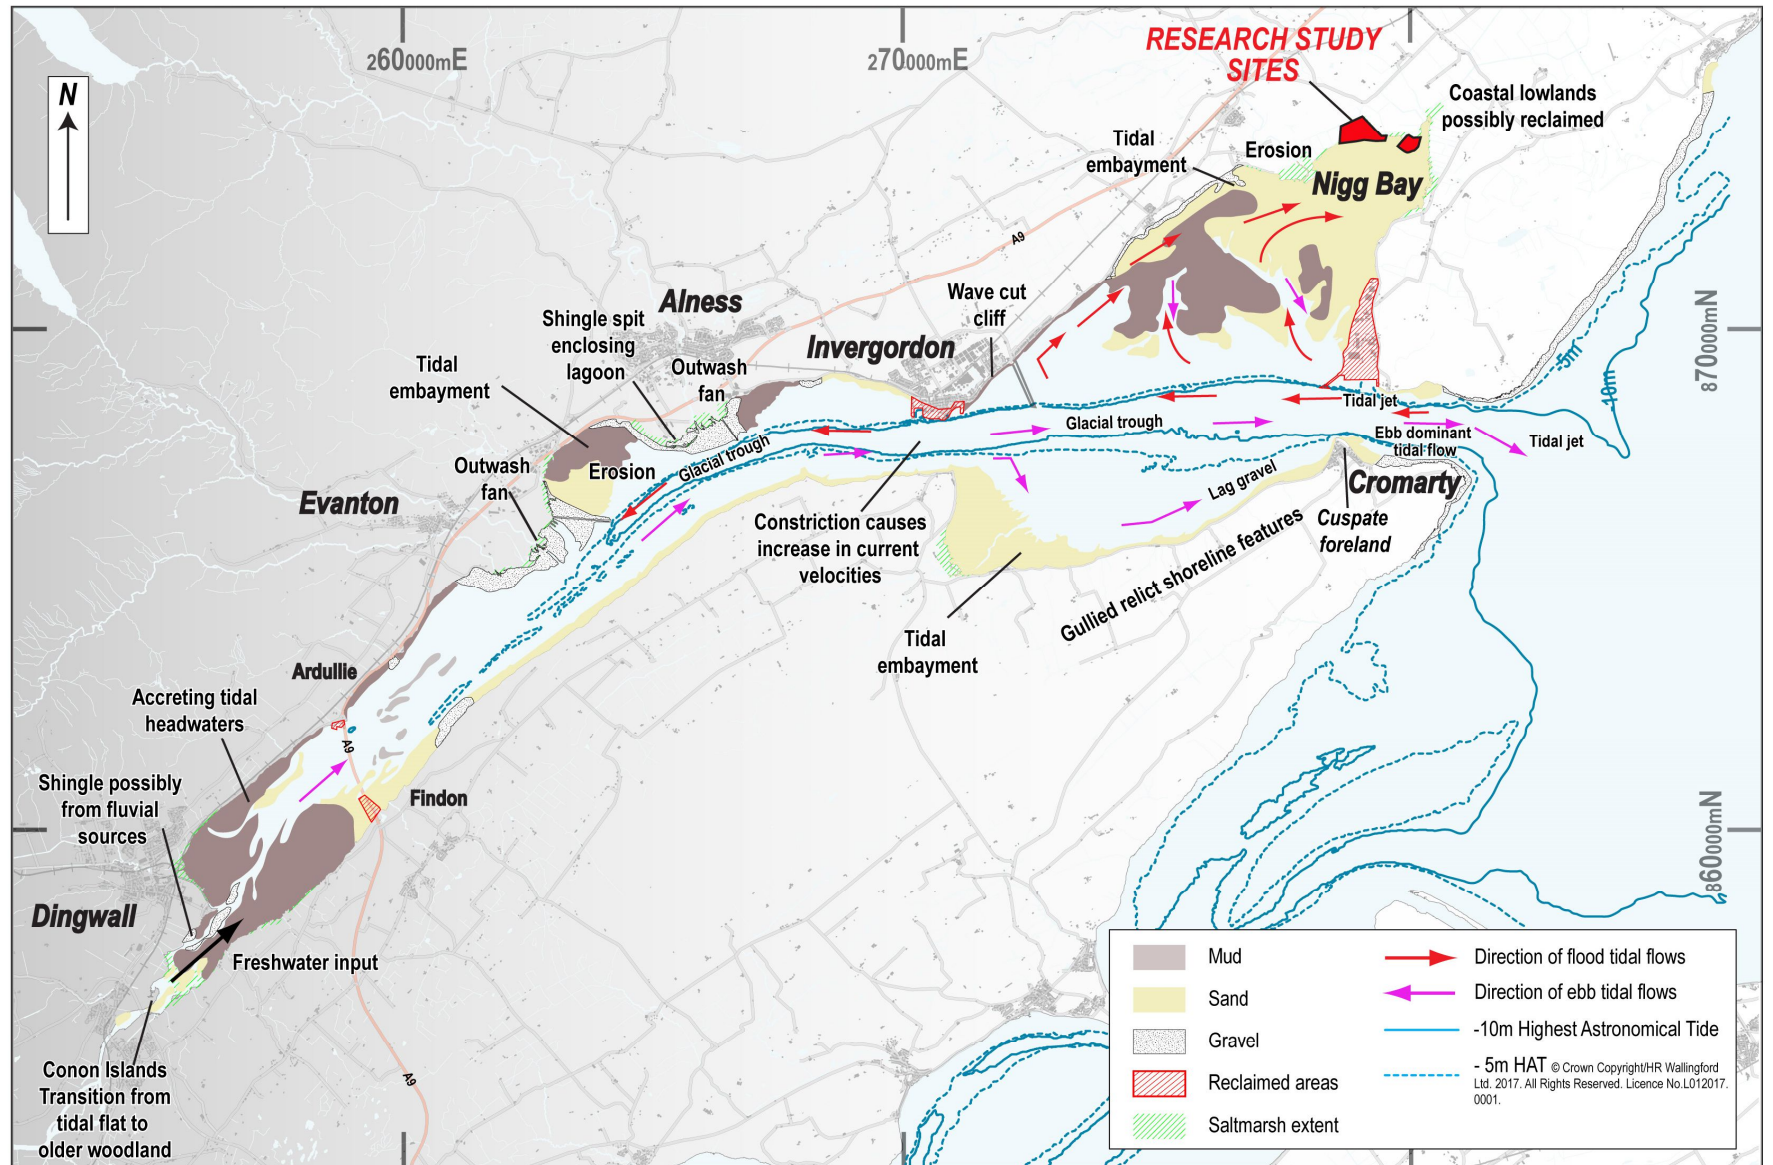 260000mE
270000mE
RESEARCH STUDY
SITES
N
Coastal lowlands
possibly reclaimed
Tidal
embayment
Erosion
Nigg Bay
A9
Alness
Wave cut
cliff
Shingle spit
enclosing
lagoon
Invergordon
Outwash
fan
Tidal
embayment
870000mN
-5m
-10m
Tidal jet
Glacial trough
Ebb dominant
tidal flow
Tidal jet
Glacial trough
Erosion
Outwash
fan
Evanton
Lag gravel
Cromarty
Constriction causes
increase in current
velocities
Cuspate
foreland
Gullied relict shoreline features
Tidal
embayment
Ardullie
Accreting tidal
headwaters
A9
Shingle possibly
from fluvial
sources
Findon
860000mN
Dingwall
Freshwater input
Conon Islands
Transition from
tidal flat to
older woodland
A9
Mud
Sand
Gravel
Reclaimed areas
Saltmarsh extent
Direction of flood tidal flows
Direction of ebb tidal flows
-10m Highest Astronomical Tide
- 5m HAT © Crown Copyright/HR Wallingford
Ltd. 2017. All Rights Reserved. Licence No.L012017.
0001.